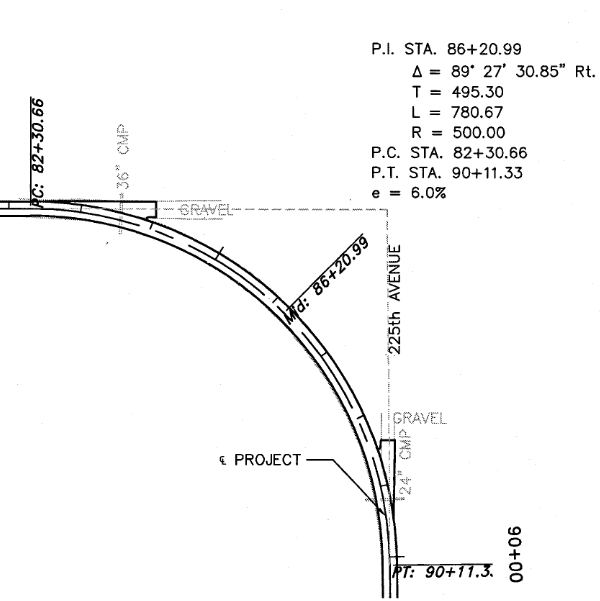 P.I. STA. 86+20.99
Δ = 89° 27' 30.85" Rt.
T = 495.30
L = 780.67
R = 500.00
P.C. STA. 82+30.66
P.T. STA. 90+11.33
e = 6.0%
PC: 82+30.66
36" CMP
GRAVEL
Mid: 86+20.99
225th AVENUE
GRAVEL
24" CMP
℄ PROJECT
PT: 90+11.3
90+00